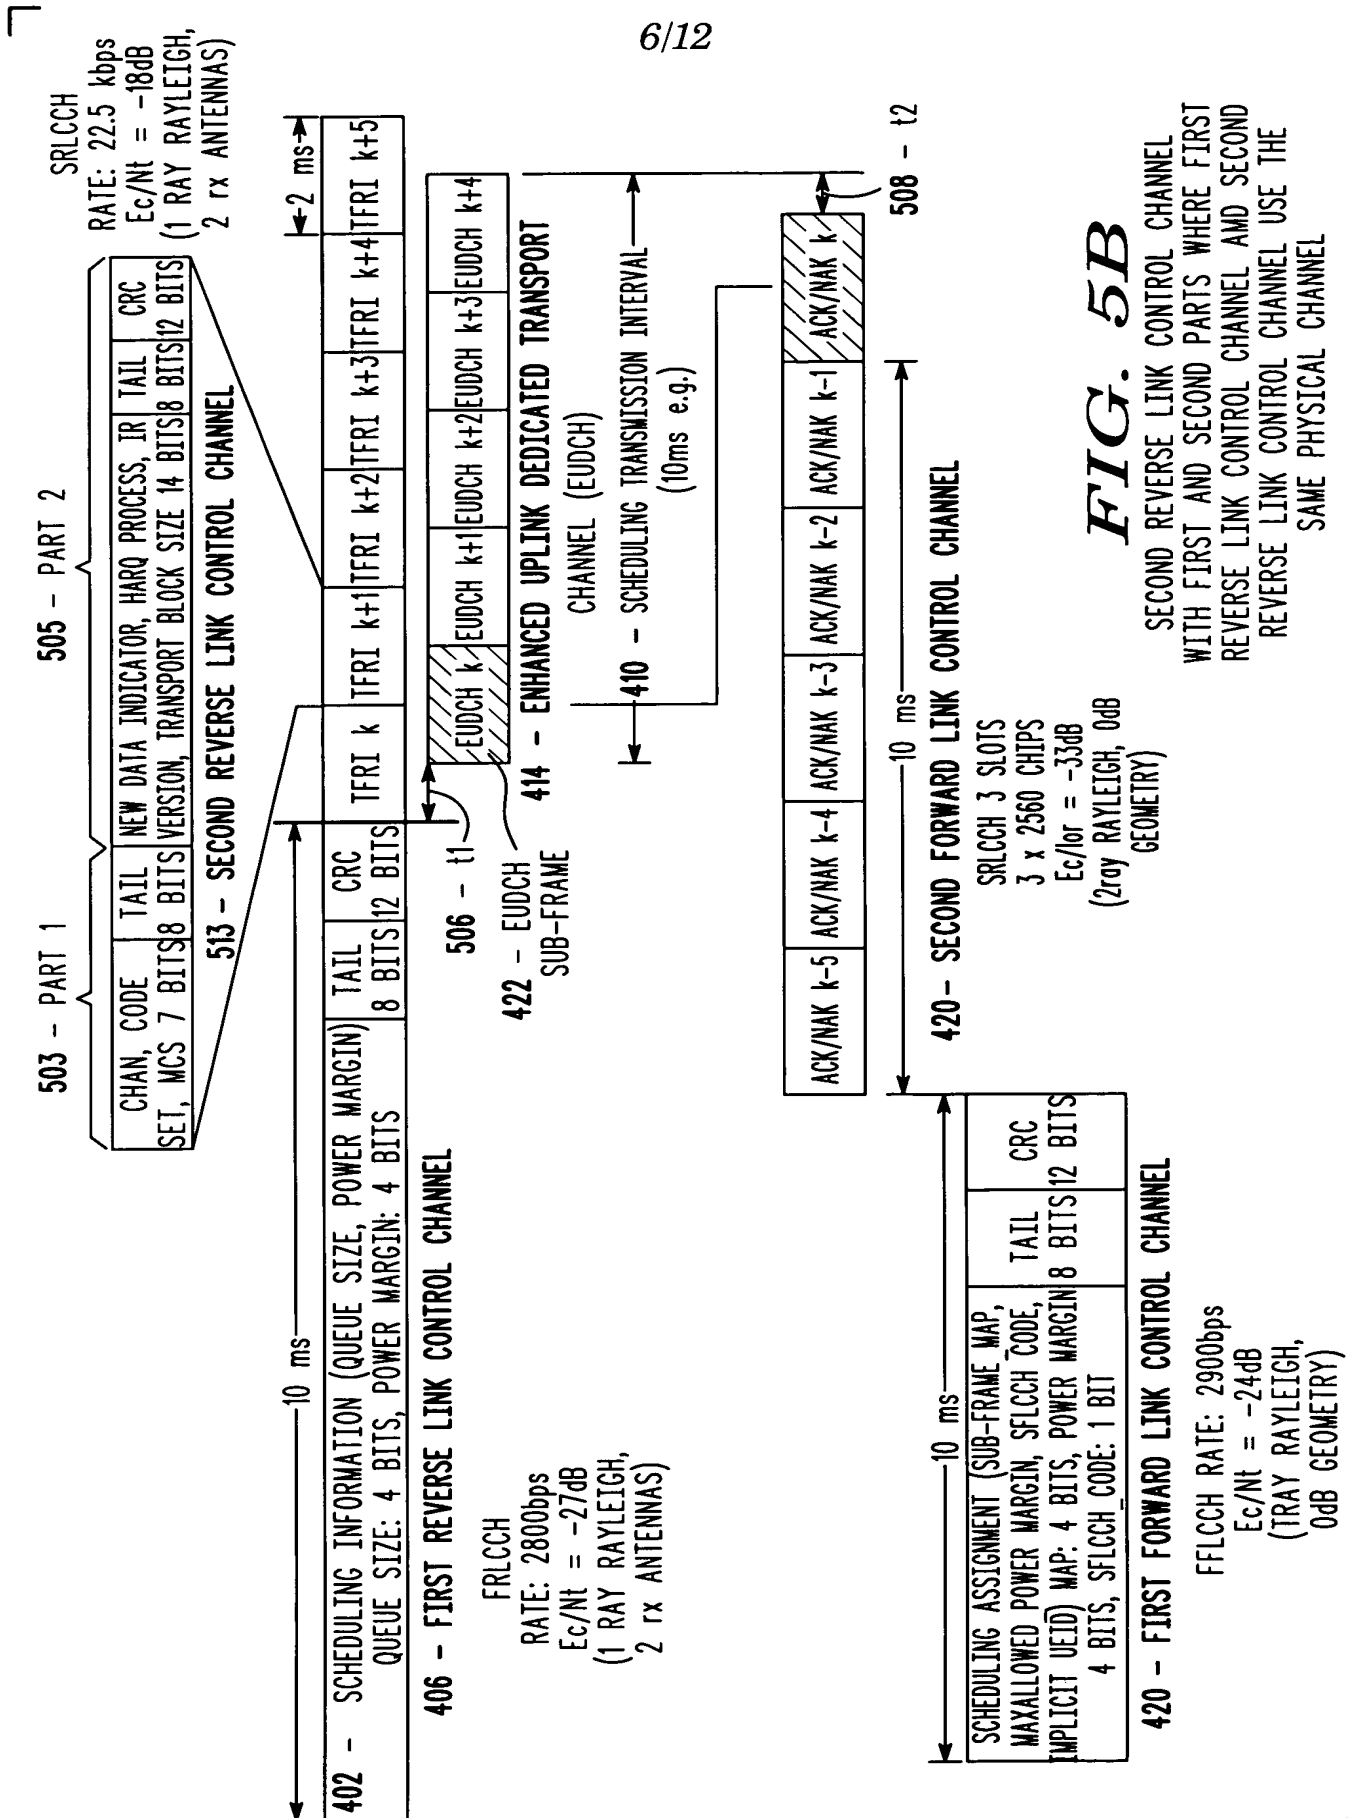 6/12
503 - PART 1
505 - PART 2
CHAN, CODE
SET, MCS 7 BITS
TAIL
8 BITS
NEW DATA INDICATOR, HARQ PROCESS, IR
VERSION, TRANSPORT BLOCK SIZE 14 BITS
TAIL
8 BITS
CRC
12 BITS
513 - SECOND REVERSE LINK CONTROL CHANNEL
SRLCCH
RATE: 22.5 kbps
Ec/Nt = -18dB
(1 RAY RAYLEIGH,
2 rx ANTENNAS)
10 ms
2 ms
402 - SCHEDULING INFORMATION (QUEUE SIZE, POWER MARGIN)
QUEUE SIZE: 4 BITS, POWER MARGIN: 4 BITS
TAIL
8 BITS
CRC
12 BITS
TFRI k
TFRI k+1
TFRI k+2
TFRI k+3
TFRI k+4
TFRI k+5
406 - FIRST REVERSE LINK CONTROL CHANNEL
FRLCCH
RATE: 2800bps
Ec/Nt = -27dB
(1 RAY RAYLEIGH,
2 rx ANTENNAS)
506 - t1
422 - EUDCH
SUB-FRAME
EUDCH k
EUDCH k+1
EUDCH k+2
EUDCH k+3
EUDCH k+4
414 - ENHANCED UPLINK DEDICATED TRANSPORT
CHANNEL (EUDCH)
410 - SCHEDULING TRANSMISSION INTERVAL
(10ms e.g.)
ACK/NAK k-5
ACK/NAK k-4
ACK/NAK k-3
ACK/NAK k-2
ACK/NAK k-1
ACK/NAK k
508 - t2
10 ms
420 - SECOND FORWARD LINK CONTROL CHANNEL
SRLCCH 3 SLOTS
3 x 2560 CHIPS
Ec/Ior = -33dB
(2ray RAYLEIGH, 0dB
GEOMETRY)
10 ms
SCHEDULING ASSIGNMENT (SUB-FRAME MAP,
MAXALLOWED POWER MARGIN, SFLCCH_CODE,
IMPLICIT UEID) MAP: 4 BITS, POWER MARGIN
4 BITS, SFLCCH_CODE: 1 BIT
TAIL
8 BITS
CRC
12 BITS
420 - FIRST FORWARD LINK CONTROL CHANNEL
FFLCCH RATE: 2900bps
Ec/Nt = -24dB
(TRAY RAYLEIGH,
0dB GEOMETRY)
FIG. 5B
SECOND REVERSE LINK CONTROL CHANNEL
WITH FIRST AND SECOND PARTS WHERE FIRST
REVERSE LINK CONTROL CHANNEL AMD SECOND
REVERSE LINK CONTROL CHANNEL USE THE
SAME PHYSICAL CHANNEL